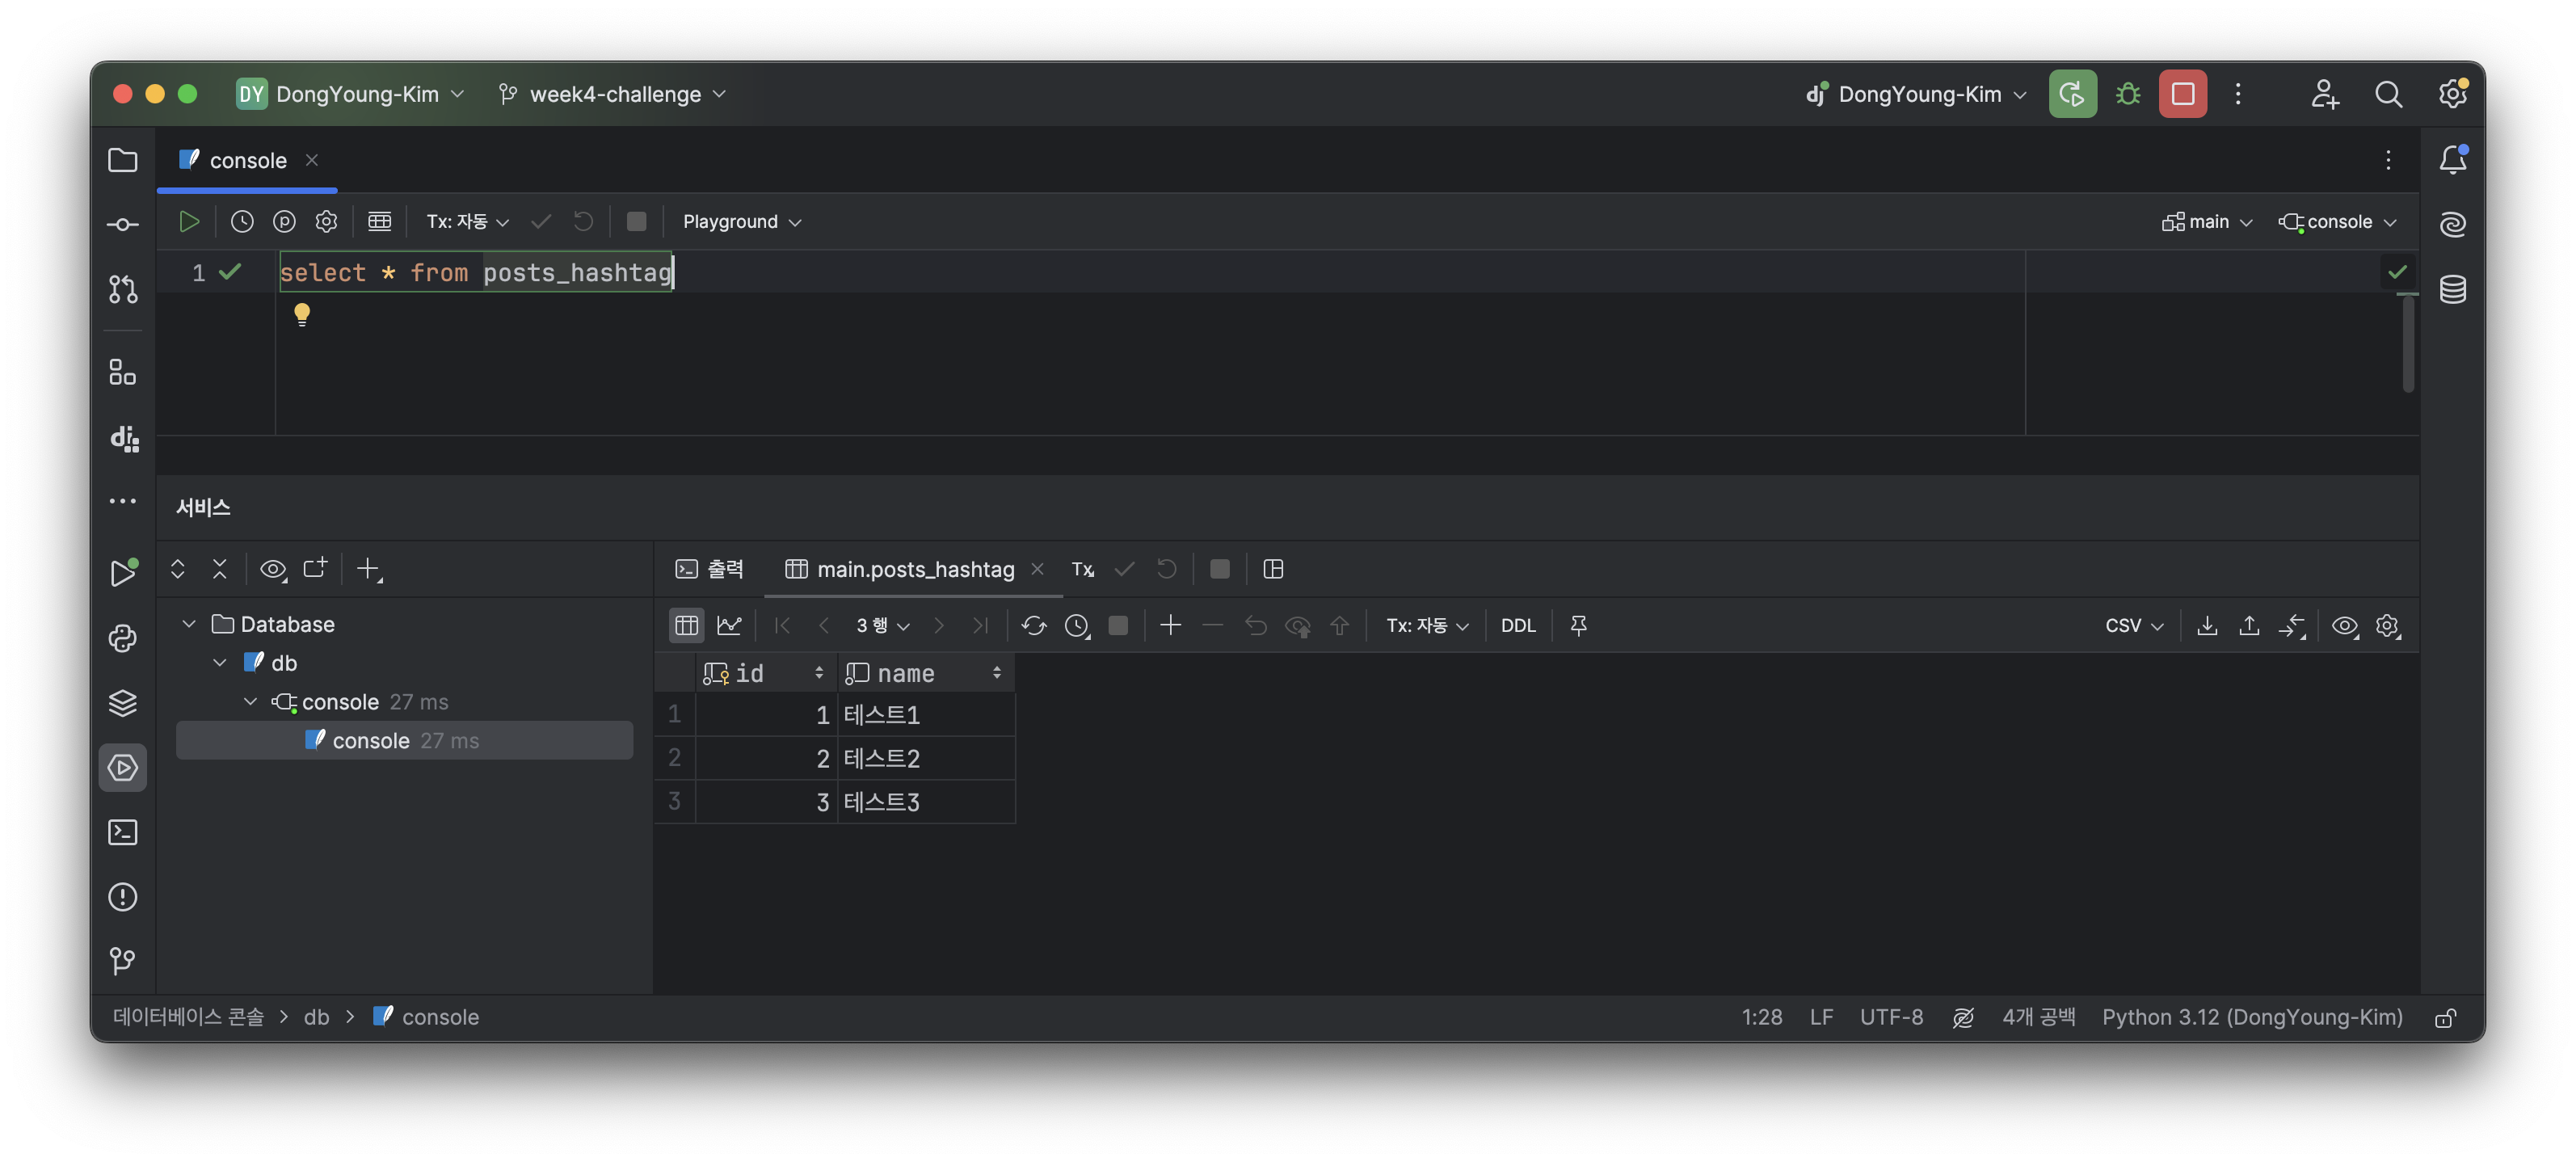 DY DongYoung-Kim week4-challenge dj DongYoung-Kim
console
Tx: 자동 Playground main console
1 select * from posts_hashtag
서비스
출력 main.posts_hashtag Tx
3 행 Tx: 자동 DDL CSV
Database
db
console 27 ms
console 27 ms
id name
1 1 테스트1
2 2 테스트2
3 3 테스트3
데이터베이스 콘솔 > db > console 1:28 LF UTF-8 4개 공백 Python 3.12 (DongYoung-Kim)